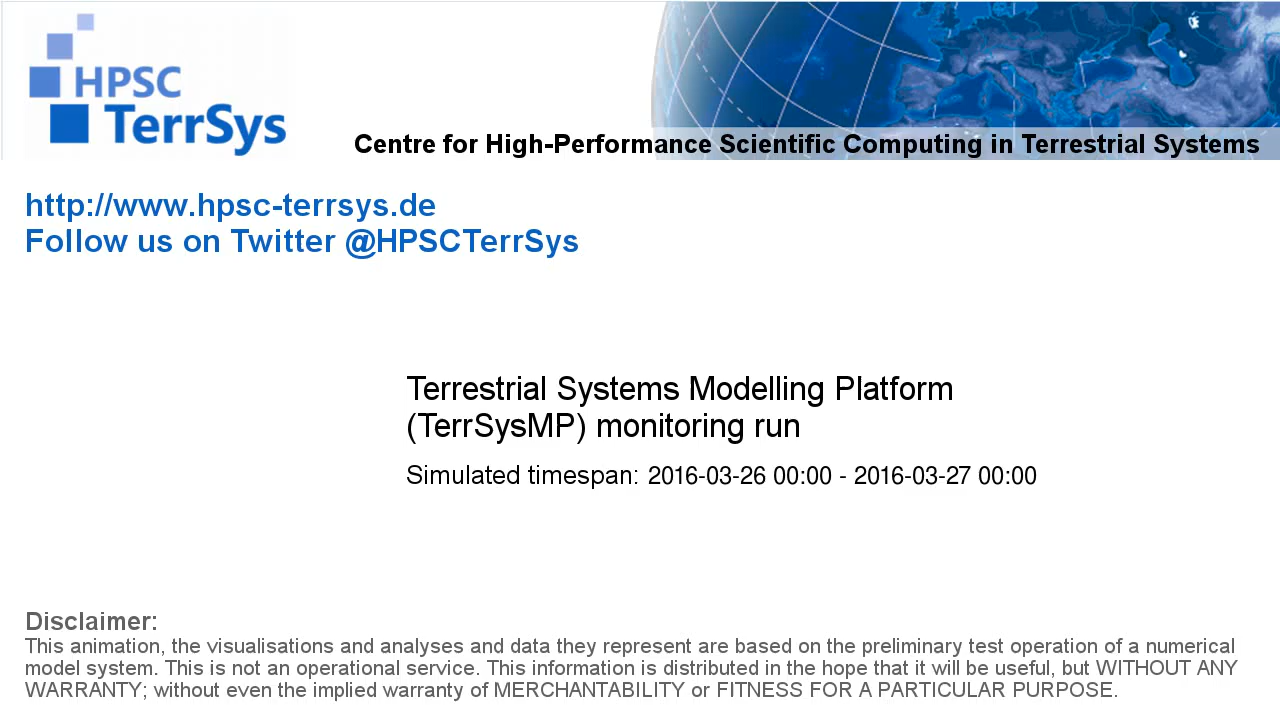 HPSC
TerrSys
Centre for High-Performance Scientific Computing in Terrestrial Systems
http://www.hpsc-terrsys.de
Follow us on Twitter @HPSCTerrSys
Terrestrial Systems Modelling Platform
(TerrSysMP) monitoring run
Simulated timespan: 2016-03-26 00:00 - 2016-03-27 00:00
Disclaimer:
This animation, the visualisations and analyses and data they represent are based on the preliminary test operation of a numerical
model system. This is not an operational service. This information is distributed in the hope that it will be useful, but WITHOUT ANY
WARRANTY; without even the implied warranty of MERCHANTABILITY or FITNESS FOR A PARTICULAR PURPOSE.